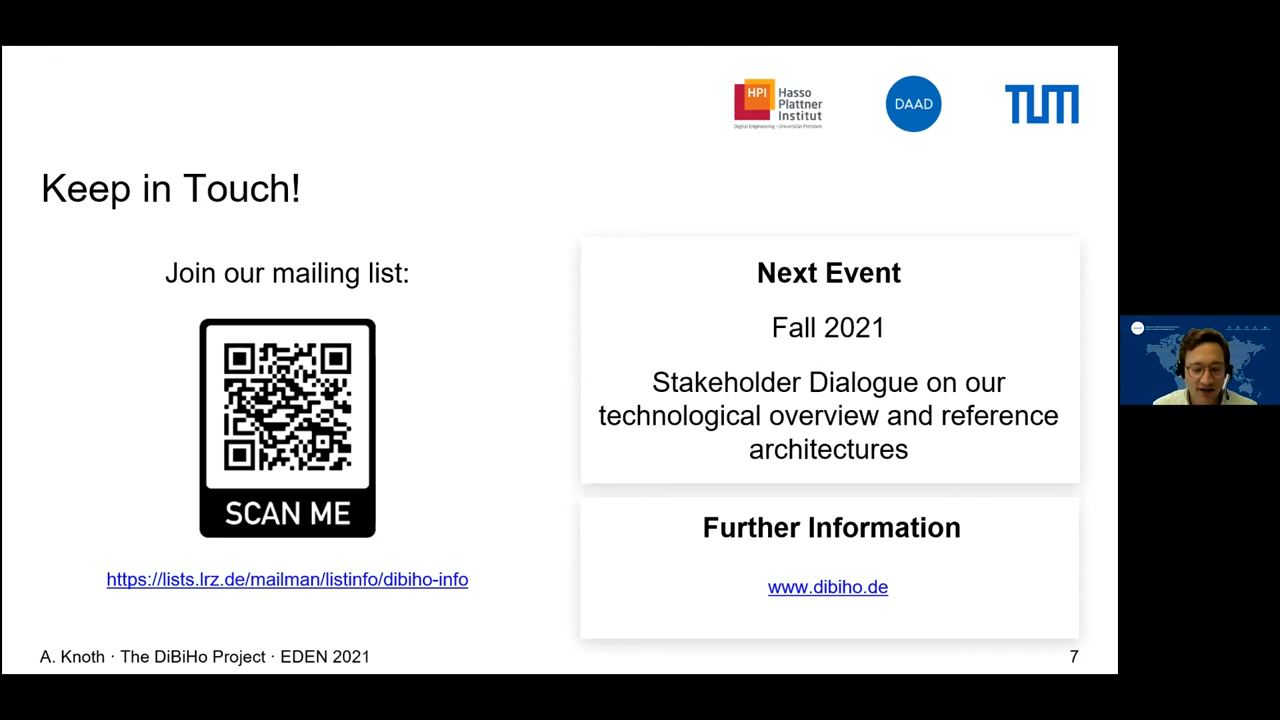 HPI
Hasso
Plattner
Institut
Digital Engineering · Universität Potsdam
DAAD
TUM
Keep in Touch!
Join our mailing list:
SCAN ME
https://lists.lrz.de/mailman/listinfo/dibiho-info
Next Event
Fall 2021
Stakeholder Dialogue on our
technological overview and reference
architectures
Further Information
www.dibiho.de
A. Knoth · The DiBiHo Project · EDEN 2021
7
DAAD